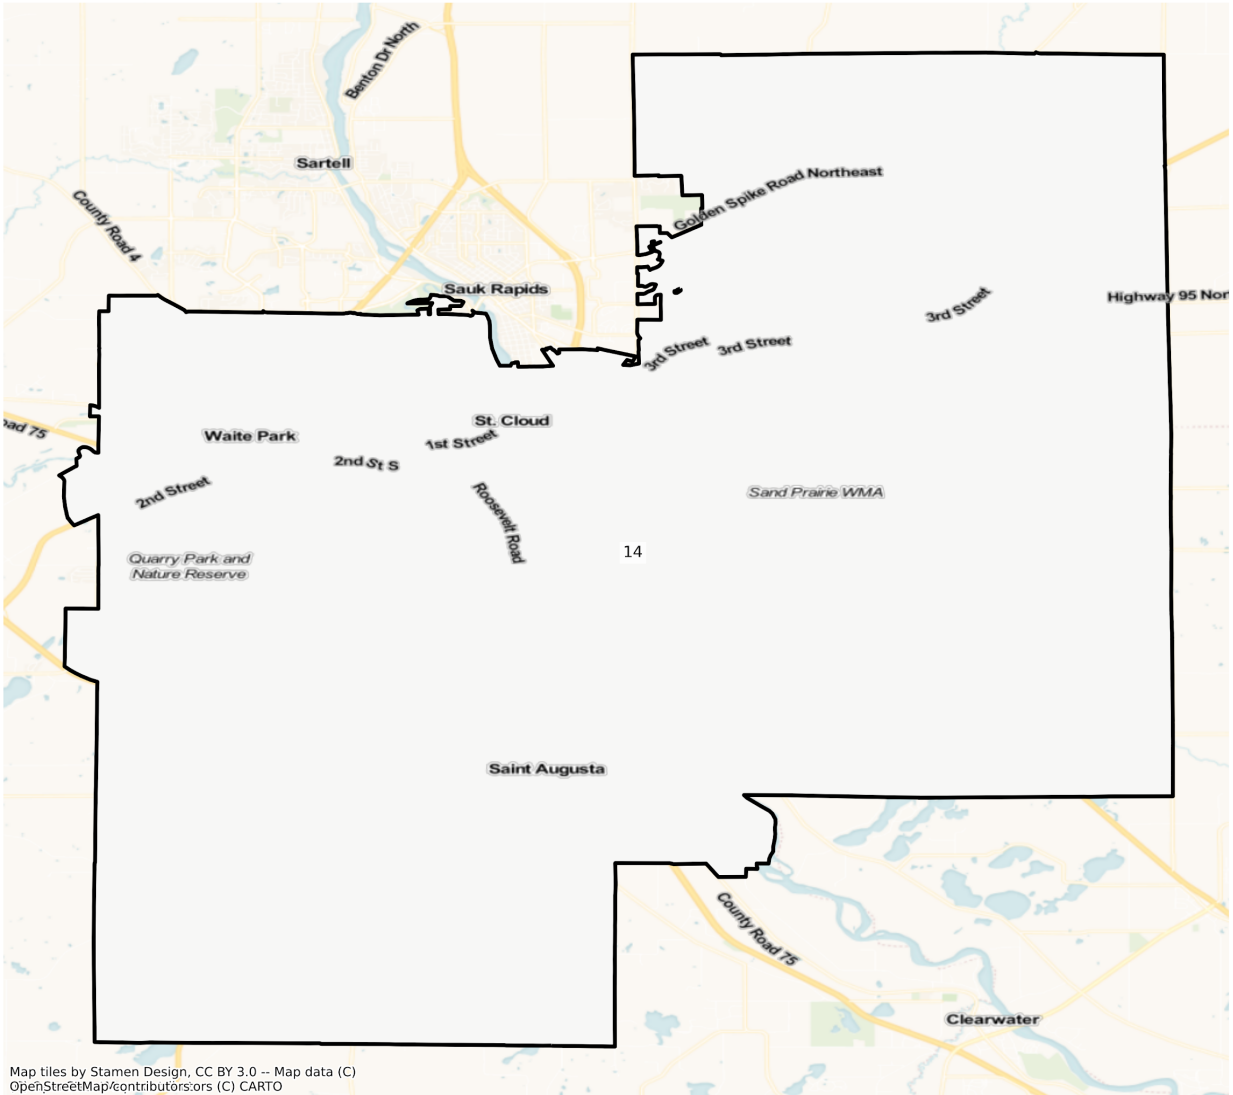 Benton Dr North
Sartell
County Road 4
Golden Spike Road Northeast
Sauk Rapids
Highway 95 Nor
3rd Street
3rd Street
3rd Street
oad 75
St. Cloud
Waite Park
1st Street
2nd St S
2nd Street
Roosevelt Road
Sand Prairie WMA
14
Quarry Park and
Nature Reserve
Saint Augusta
County Road 75
Clearwater
Map tiles by Stamen Design, CC BY 3.0 -- Map data (C)
OpenStreetMap contributors (C) CARTO